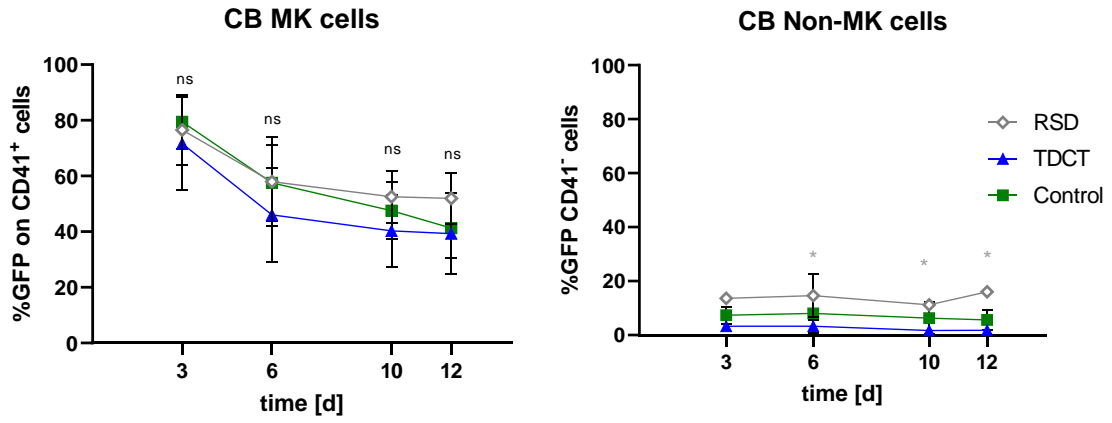 CB MK cells
%GFP on CD41⁺ cells
100
80
60
40
20
0
ns
ns
ns
ns
3
6
10
12
time [d]
CB Non-MK cells
%GFP CD41⁻ cells
100
80
60
40
20
0
*
*
*
3
6
10
12
time [d]
RSD
TDCT
Control